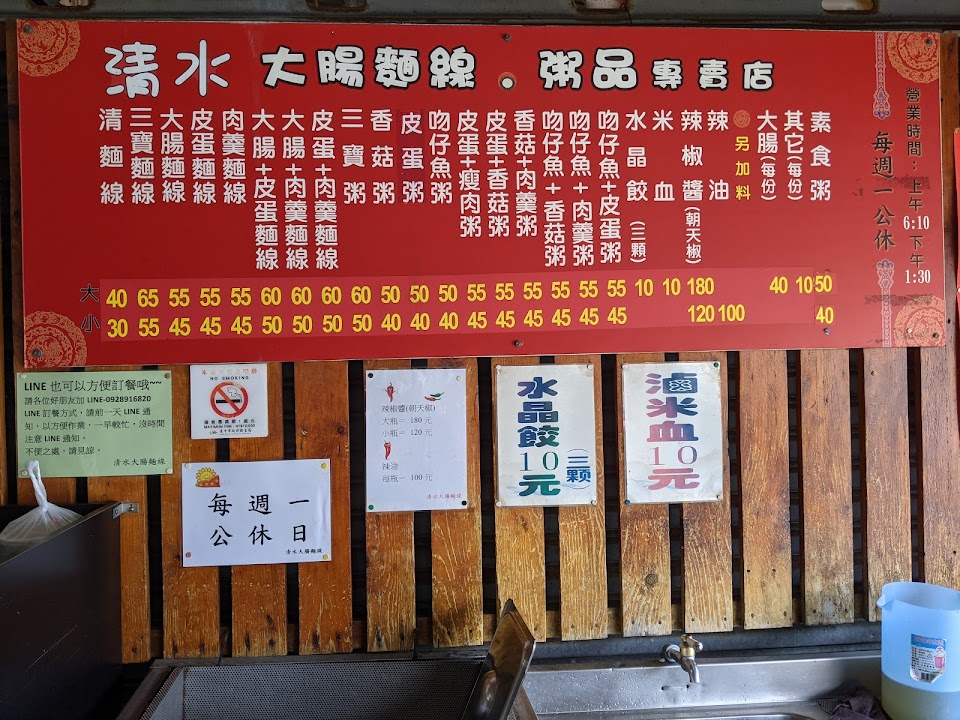 清水 大腸麵線．粥品專賣店
清麵線
三寶麵線
大腸麵線
皮蛋麵線
肉羹麵線
大腸+皮蛋麵線
大腸+肉羹麵線
皮蛋+肉羹麵線
三寶粥
香菇粥
皮蛋粥
吻仔魚粥
皮蛋+瘦肉粥
皮蛋+香菇粥
香菇+肉羹粥
吻仔魚+香菇粥
吻仔魚+肉羹粥
吻仔魚+皮蛋粥
水晶餃(三顆)
米血
辣椒醬(朝天椒)
辣油
另加料
大腸(每份)
其它(每份)
素食粥
大 40 65 55 55 55 60 60 60 60 50 50 50 55 55 55 55 55 55 10 10 180 40 10 50
小 30 55 45 45 45 50 50 50 50 40 40 40 45 45 45 45 45 45 120 100 40
每週一公休
營業時間：上午6:10下午1:30
LINE 也可以方便訂餐哦~~
請各位好朋友加 LINE-0928916820
LINE 訂餐方式，請前一天 LINE 通
知，以方便作業，一早較忙，沒時間
注意 LINE 通知。
不便之處，請見諒。
清水大腸麵線
NO SMOKING
每週一
公休日
清水大腸麵線
辣椒醬(朝天椒)
大瓶＝ 180 元
小瓶＝ 120 元
辣油
每瓶＝ 100 元
清水大腸麵線
水晶餃(三顆)
10元
滷米血
10元